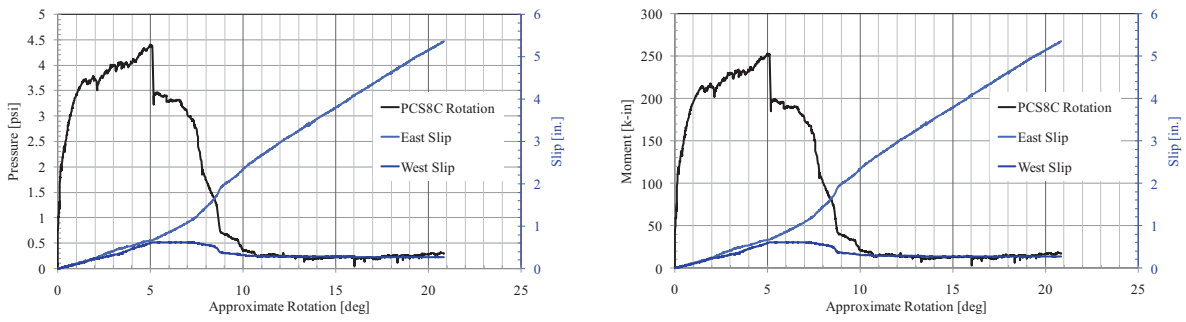 5
4.5
4
3.5
3
2.5
2
1.5
1
0.5
0
Pressure [psi]
0 5 10 15 20 25
Approximate Rotation [deg]
6
5
4
3
2
1
0
Slip [in.]
PCS8C Rotation
East Slip
West Slip
300
250
200
150
100
50
0
Moment [k-in]
0 5 10 15 20 25
Approximate Rotation [deg]
6
5
4
3
2
1
0
Slip [in.]
PCS8C Rotation
East Slip
West Slip